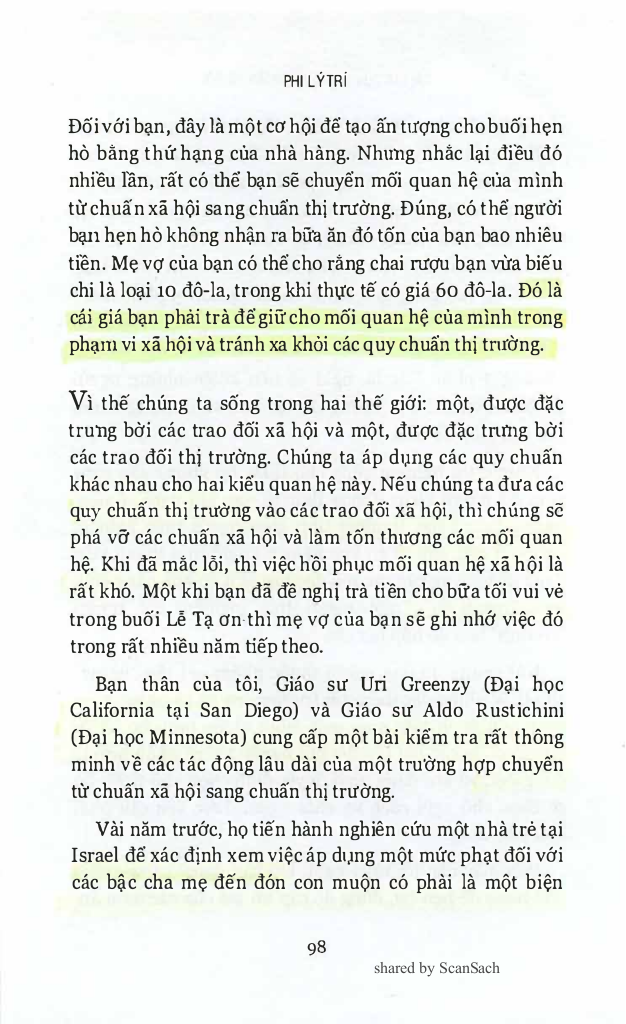 PHI LÝ TRÍ
Đối với bạn, đây là một cơ hội để tạo ấn tượng cho buổi hẹn
hò bằng thứ hạng của nhà hàng. Nhưng nhắc lại điều đó
nhiều lần, rất có thể bạn sẽ chuyển mối quan hệ của mình
từ chuẩn xã hội sang chuẩn thị trường. Đúng, có thể người
bạn hẹn hò không nhận ra bữa ăn đó tốn của bạn bao nhiêu
tiền. Mẹ vợ của bạn có thể cho rằng chai rượu bạn vừa biếu
chỉ là loại 10 đô-la, trong khi thực tế có giá 60 đô-la. Đó là
cái giá bạn phải trả để giữ cho mối quan hệ của mình trong
phạm vi xã hội và tránh xa khỏi các quy chuẩn thị trường.
Vì thế chúng ta sống trong hai thế giới: một, được đặc
trưng bởi các trao đổi xã hội và một, được đặc trưng bởi
các trao đổi thị trường. Chúng ta áp dụng các quy chuẩn
khác nhau cho hai kiểu quan hệ này. Nếu chúng ta đưa các
quy chuẩn thị trường vào các trao đổi xã hội, thì chúng sẽ
phá vỡ các chuẩn xã hội và làm tổn thương các mối quan
hệ. Khi đã mắc lỗi, thì việc hồi phục mối quan hệ xã hội là
rất khó. Một khi bạn đã đề nghị trả tiền cho bữa tối vui vẻ
trong buổi Lễ Tạ ơn thì mẹ vợ của bạn sẽ ghi nhớ việc đó
trong rất nhiều năm tiếp theo.
Bạn thân của tôi, Giáo sư Uri Greenzy (Đại học
California tại San Diego) và Giáo sư Aldo Rustichini
(Đại học Minnesota) cung cấp một bài kiểm tra rất thông
minh về các tác động lâu dài của một trường hợp chuyển
từ chuẩn xã hội sang chuẩn thị trường.
Vài năm trước, họ tiến hành nghiên cứu một nhà trẻ tại
Israel để xác định xem việc áp dụng một mức phạt đối với
các bậc cha mẹ đến đón con muộn có phải là một biện
98
shared by ScanSach